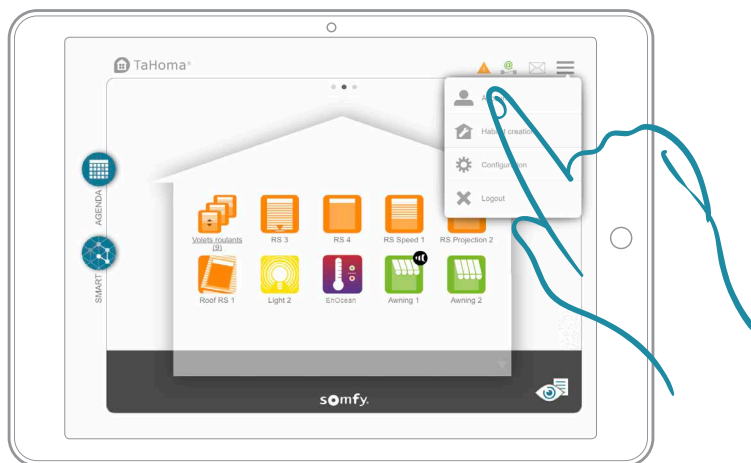 TaHoma®
Habitat creation
Configuration
Logout
AGENDA
SMART
Volets roulants
(9)
RS 3
RS 4
RS Speed 1
RS Projection 2
Roof RS 1
Light 2
EnOcean
Awning 1
Awning 2
somfy.